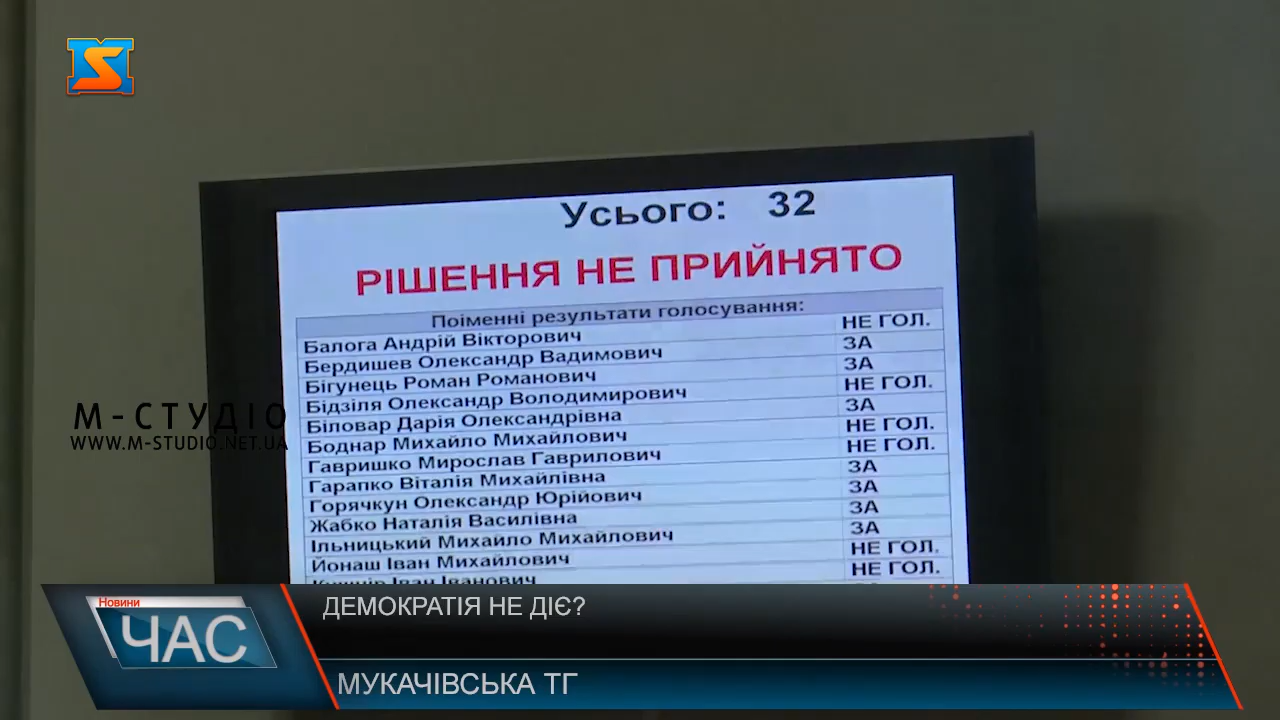 Усього: 32
РІШЕННЯ НЕ ПРИЙНЯТО
Поіменні результати голосування:
Балога Андрій Вікторович НЕ ГОЛ.
Бердишев Олександр Вадимович ЗА
Бігунець Роман Романович ЗА
Бідзіля Олександр Володимирович НЕ ГОЛ.
Біловар Дарія Олександрівна ЗА
Боднар Михайло Михайлович НЕ ГОЛ.
Гавришко Мирослав Гаврилович НЕ ГОЛ.
Гарапко Віталія Михайлівна ЗА
Горячкун Олександр Юрійович ЗА
Жабко Наталія Василівна ЗА
Ільницький Михайло Михайлович ЗА
Йонаш Іван Михайлович НЕ ГОЛ.
Іван Іванович НЕ ГОЛ.
М-СТУДІО
WWW.M-STUDIO.NET.UA
Новини
ЧАС
ДЕМОКРАТІЯ НЕ ДІЄ?
МУКАЧІВСЬКА ТГ